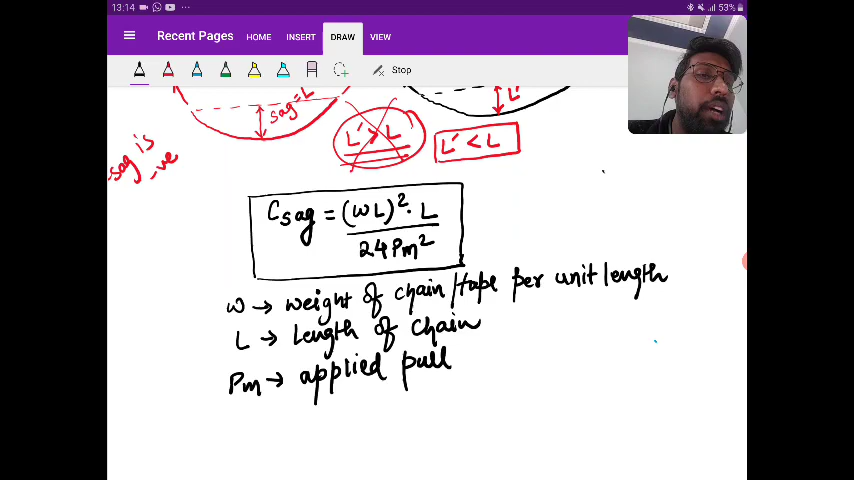 13:14
53%
Recent Pages HOME INSERT DRAW VIEW
Stop
sag = L
L'
L' > L
L' < L
sag is
-ve
Csag = (wL)². L
24Pm²
w → weight of chain/tape per unit length
L → length of chain
Pm → applied pull